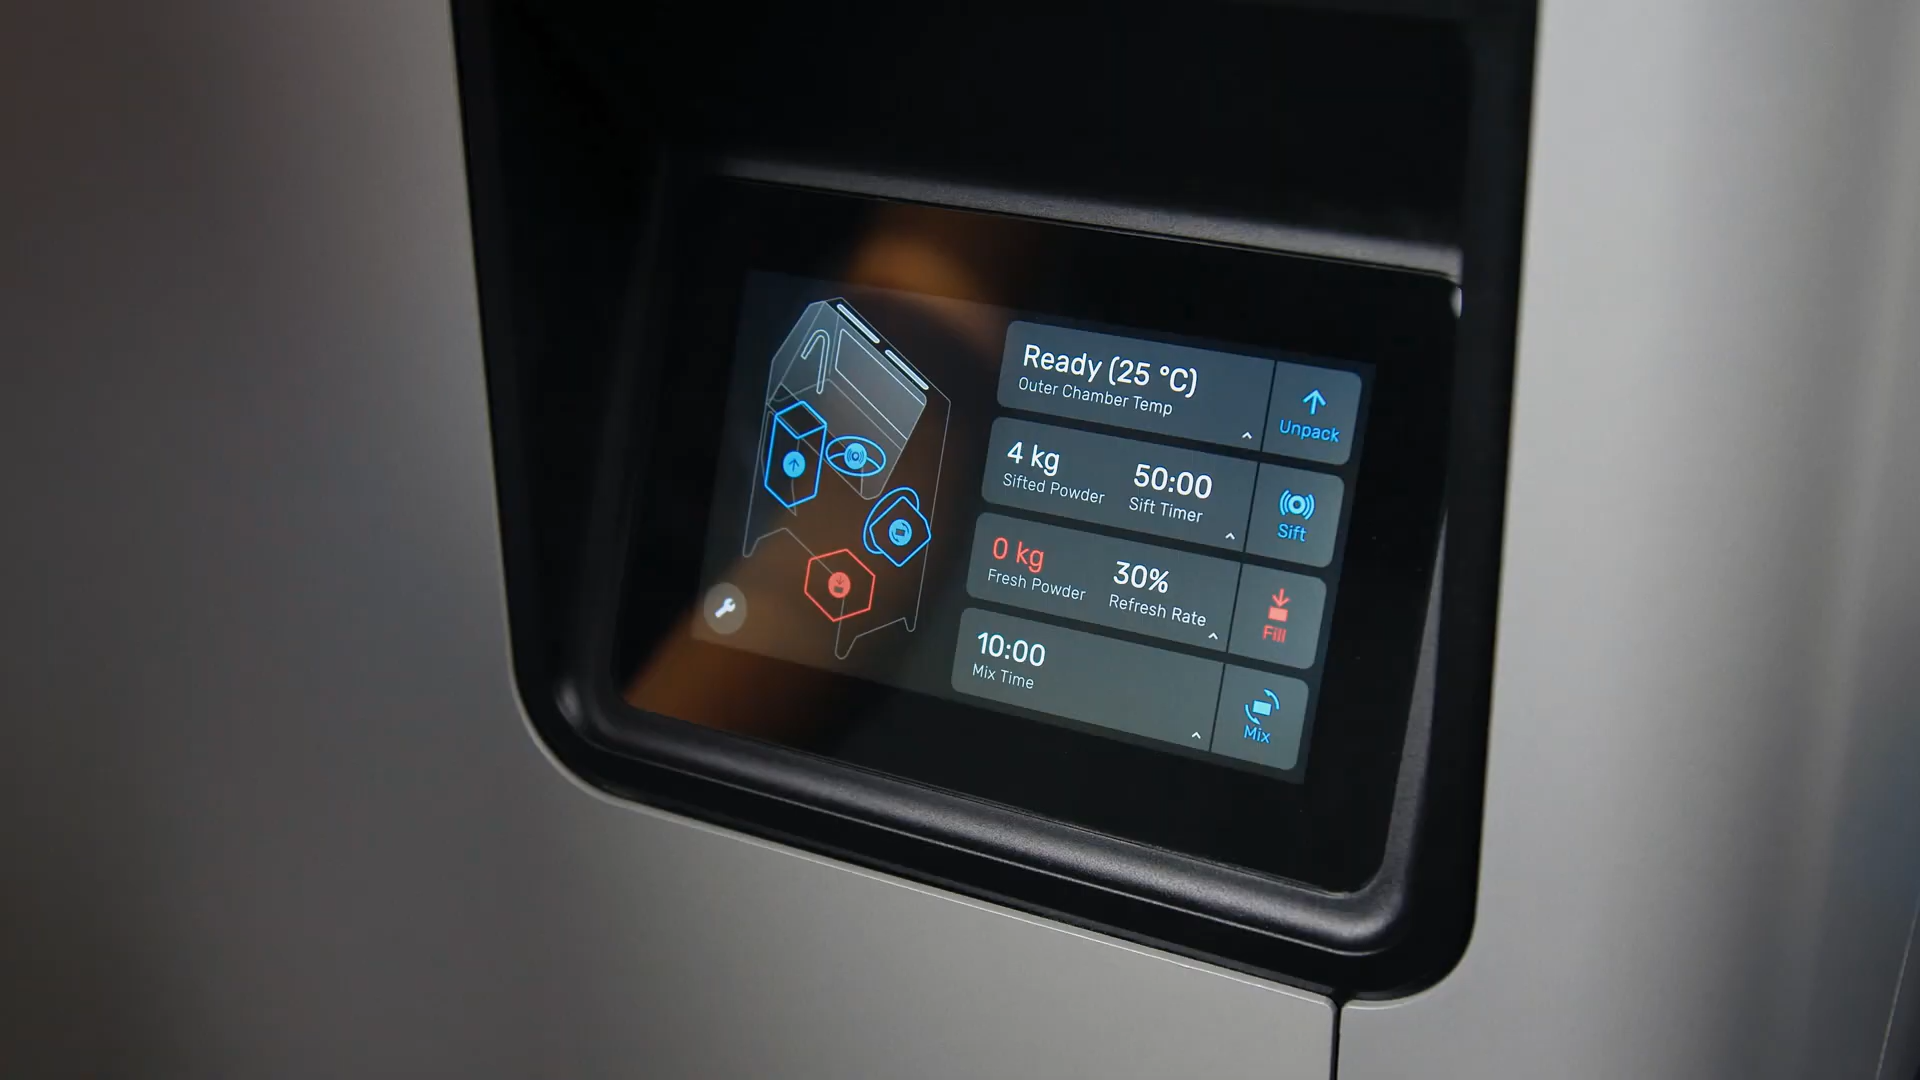 Ready (25 °C)
Outer Chamber Temp
Unpack
4 kg
Sifted Powder
50:00
Sift Timer
Sift
0 kg
Fresh Powder
30%
Refresh Rate
Fill
10:00
Mix Time
Mix